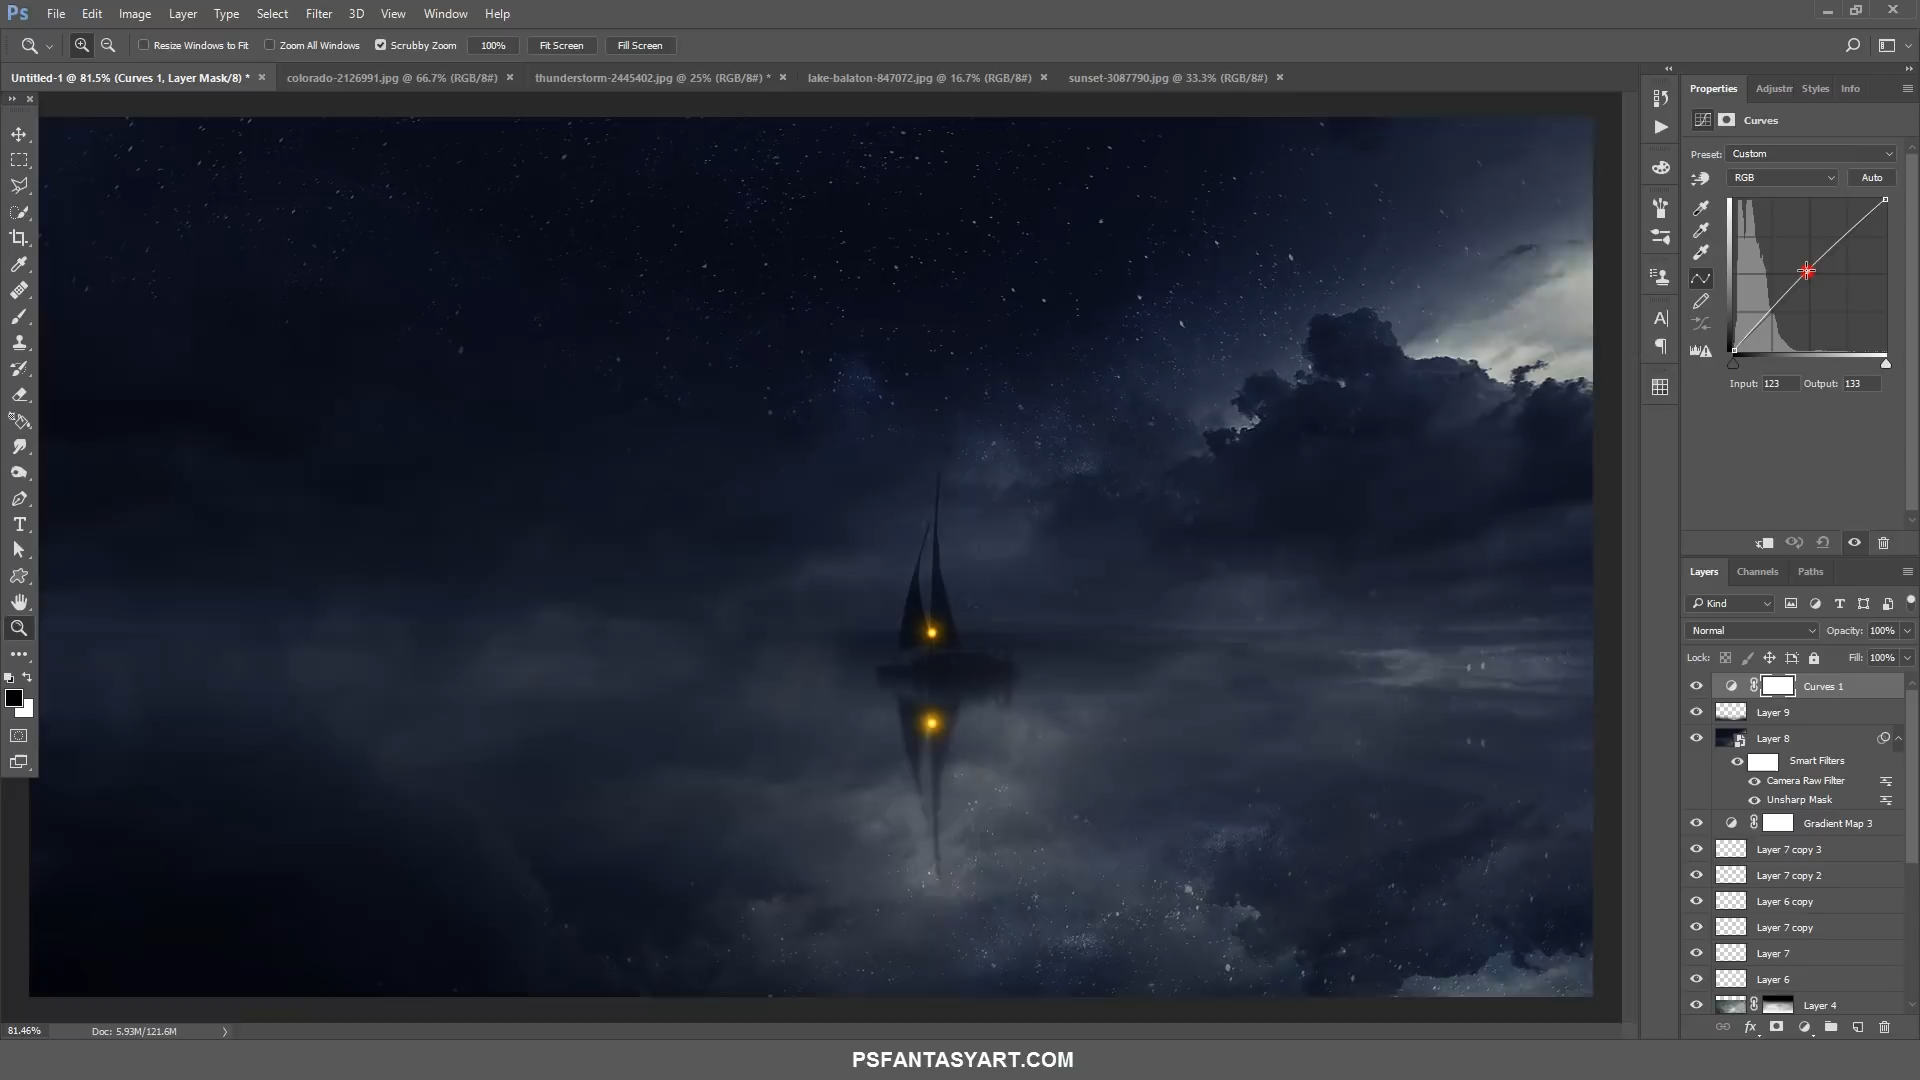 Ps File Edit Image Layer Type Select Filter 3D View Window Help
Resize Windows to Fit Zoom All Windows Scrubby Zoom 100% Fit Screen Fill Screen
Untitled-1 @ 81.5% (Curves 1, Layer Mask/8) * colorado-2126991.jpg @ 66.7% (RGB/8#) thunderstorm-2445402.jpg @ 25% (RGB/8#) * lake-balaton-847072.jpg @ 16.7% (RGB/8#) sunset-3087790.jpg @ 33.3% (RGB/8#)
Properties Adjustm Styles Info
Curves
Preset: Custom
RGB Auto
Input: 123 Output: 133
Layers Channels Paths
Kind
Normal Opacity: 100%
Lock: Fill: 100%
Curves 1
Layer 9
Layer 8
Smart Filters
Camera Raw Filter
Unsharp Mask
Gradient Map 3
Layer 7 copy 3
Layer 7 copy 2
Layer 6 copy
Layer 7 copy
Layer 7
Layer 6
Layer 4
81.46% Doc: 5.93M/121.6M
PSFANTASYART.COM